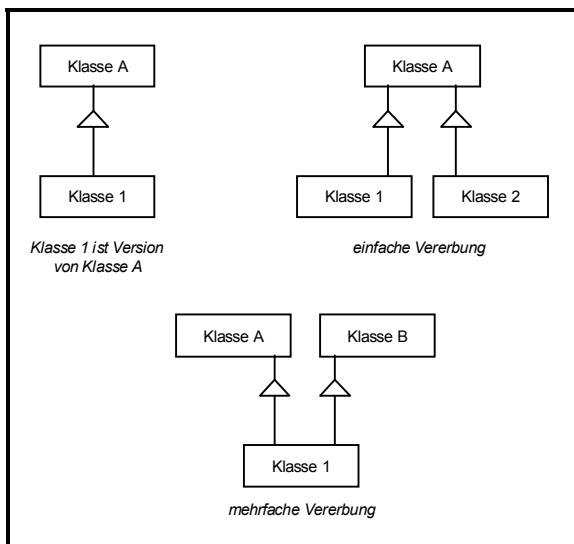 Klasse A
Klasse 1
Klasse 1 ist Version
von Klasse A
Klasse A
Klasse 1
Klasse 2
einfache Vererbung
Klasse A
Klasse B
Klasse 1
mehrfache Vererbung